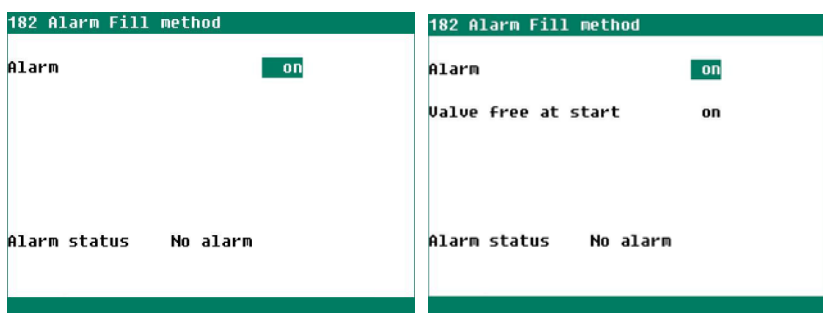 182 Alarm Fill method
Alarm on
Alarm status No alarm
182 Alarm Fill method
Alarm on
Valve free at start on
Alarm status No alarm